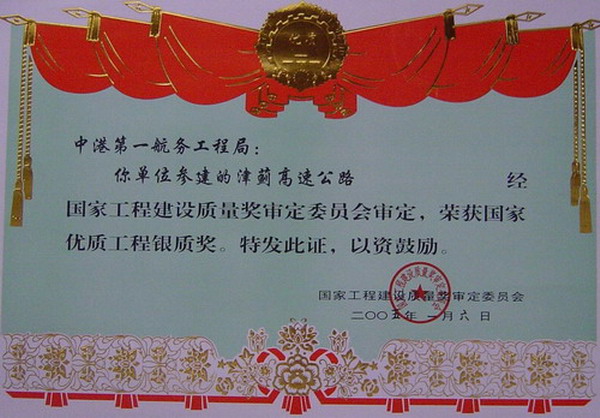 中港第一航务工程局：
你单位参建的津蓟高速公路 经
国家工程建设质量奖审定委员会审定，荣获国家
优质工程银质奖。特发此证，以资鼓励。
国家工程建设质量奖审定委员会
二〇〇五年一月六日